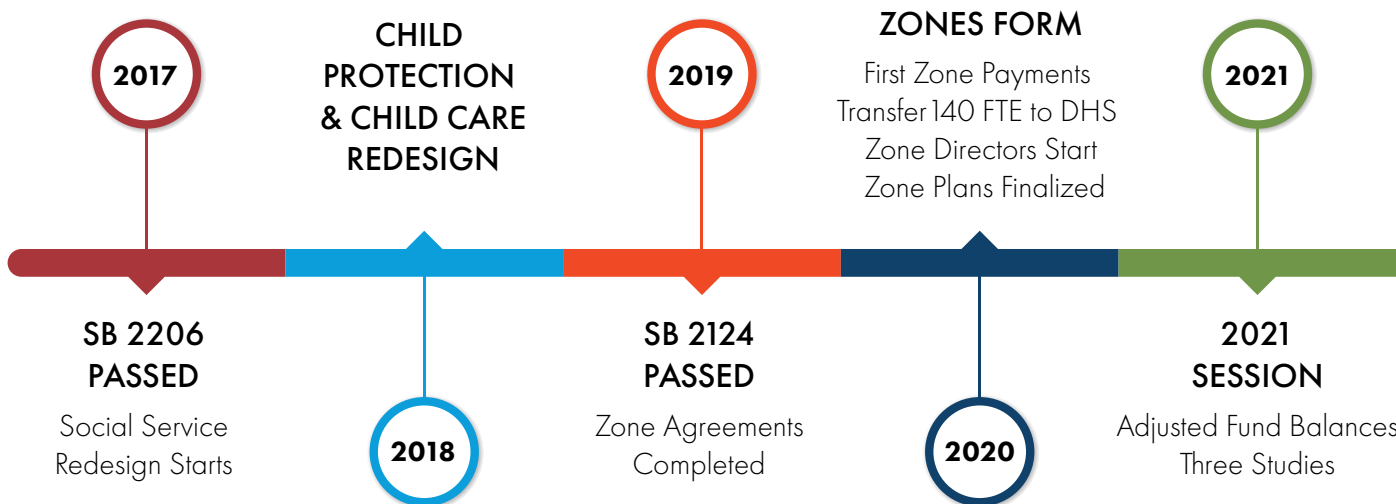 2017
SB 2206
PASSED
Social Service
Redesign Starts
CHILD
PROTECTION
& CHILD CARE
REDESIGN
2018
2019
SB 2124
PASSED
Zone Agreements
Completed
ZONES FORM
First Zone Payments
Transfer 140 FTE to DHS
Zone Directors Start
Zone Plans Finalized
2020
2021
2021
SESSION
Adjusted Fund Balances
Three Studies